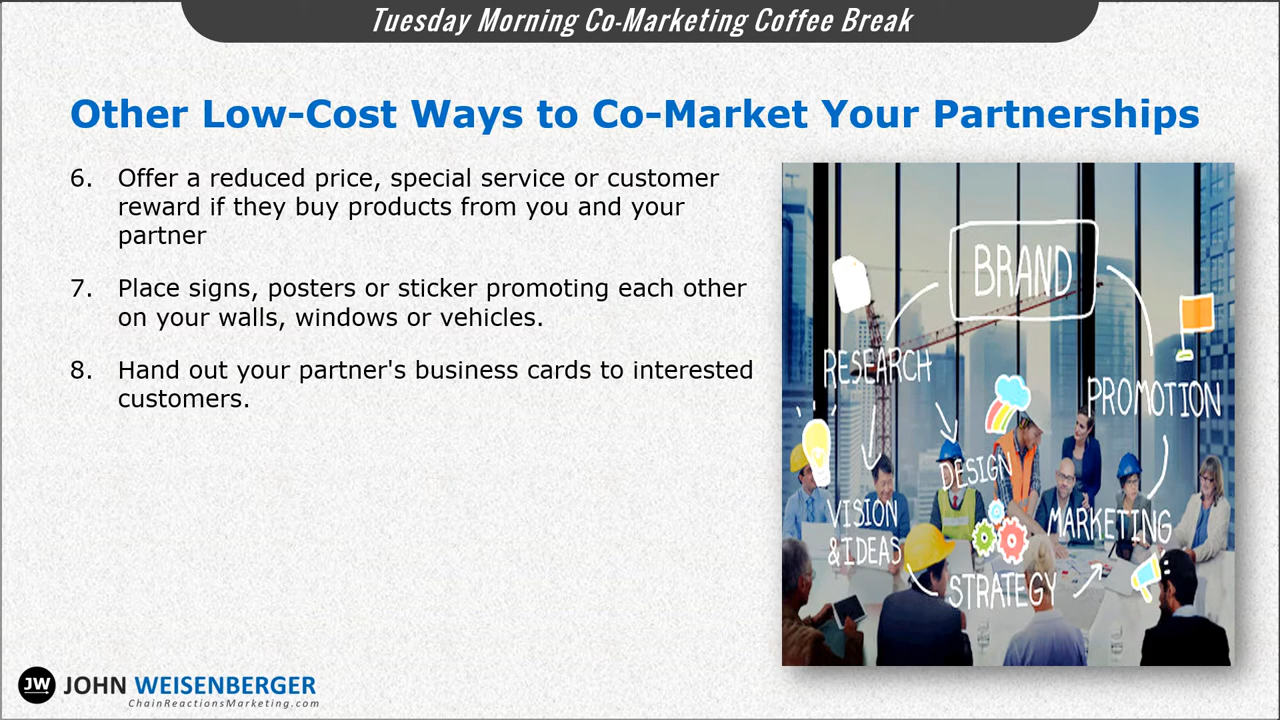 Tuesday Morning Co-Marketing Coffee Break
Other Low-Cost Ways to Co-Market Your Partnerships
6. Offer a reduced price, special service or customer
reward if they buy products from you and your
partner
7. Place signs, posters or sticker promoting each other
on your walls, windows or vehicles.
8. Hand out your partner's business cards to interested
customers.
BRAND
RESEARCH
PROMOTION
DESIGN
VISION
& IDEAS
MARKETING
STRATEGY
JW JOHN WEISENBERGER
ChainReactionsMarketing.com